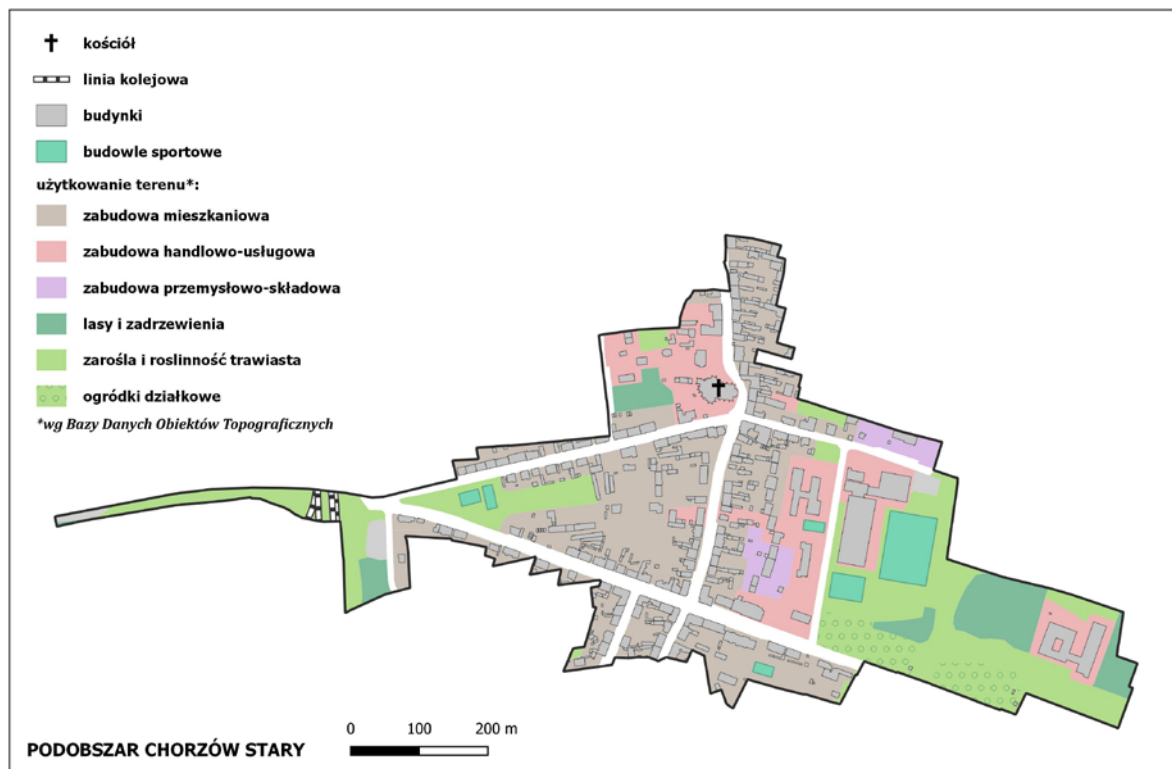 kościół
linia kolejowa
budynki
budowle sportowe
użytkowanie terenu*:
zabudowa mieszkaniowa
zabudowa handlowo-usługowa
zabudowa przemysłowo-składowa
lasy i zadrzewienia
zarośla i roslinność trawiasta
ogródki działkowe
*wg Bazy Danych Obiektów Topograficznych
PODOBSZAR CHORZÓW STARY
0 100 200 m